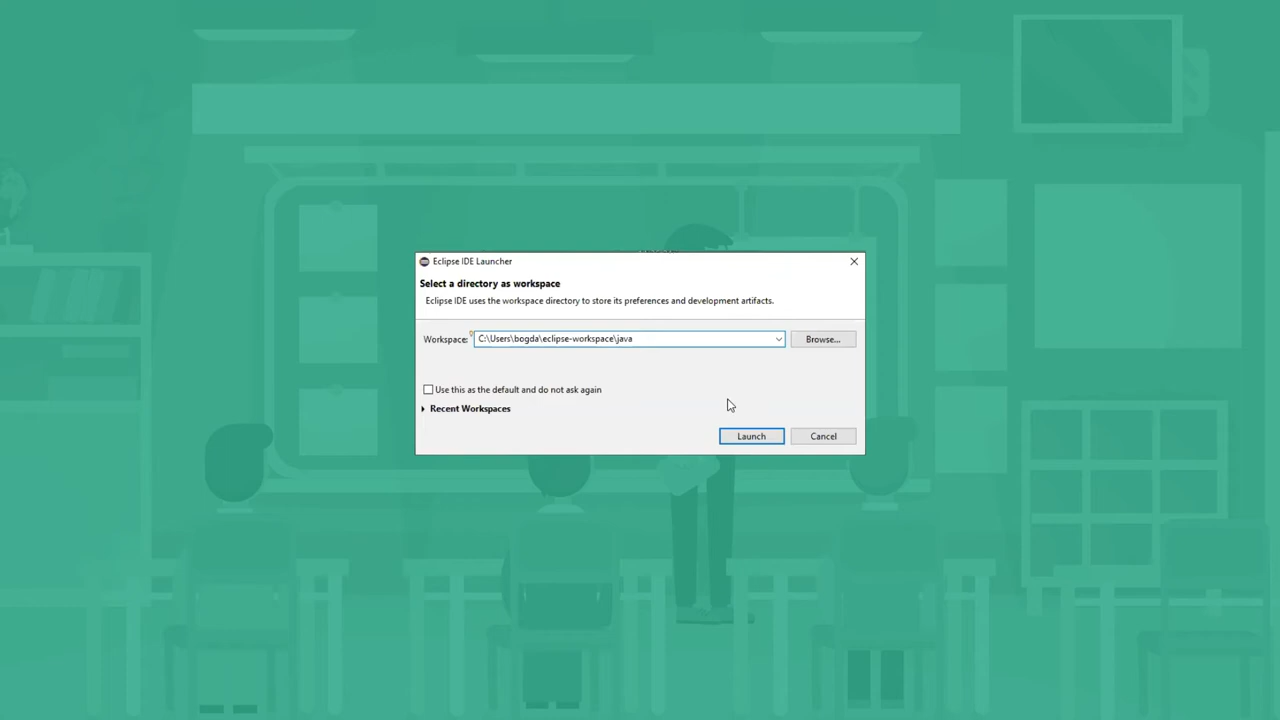 Eclipse IDE Launcher
Select a directory as workspace
Eclipse IDE uses the workspace directory to store its preferences and development artifacts.
Workspace: C:\Users\bogda\eclipse-workspace\java Browse...
Use this as the default and do not ask again
Recent Workspaces
Launch Cancel